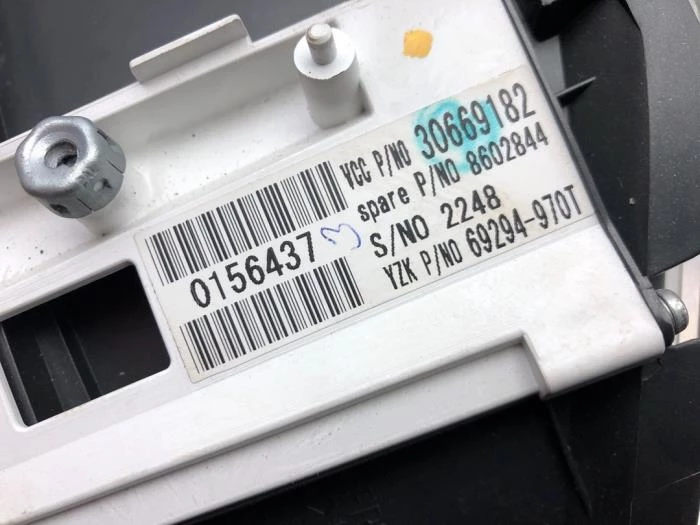 0156437
VCC P/NO 30669182
spare P/NO 8602844
S/NO 2248
YZK P/NO 69294-970T